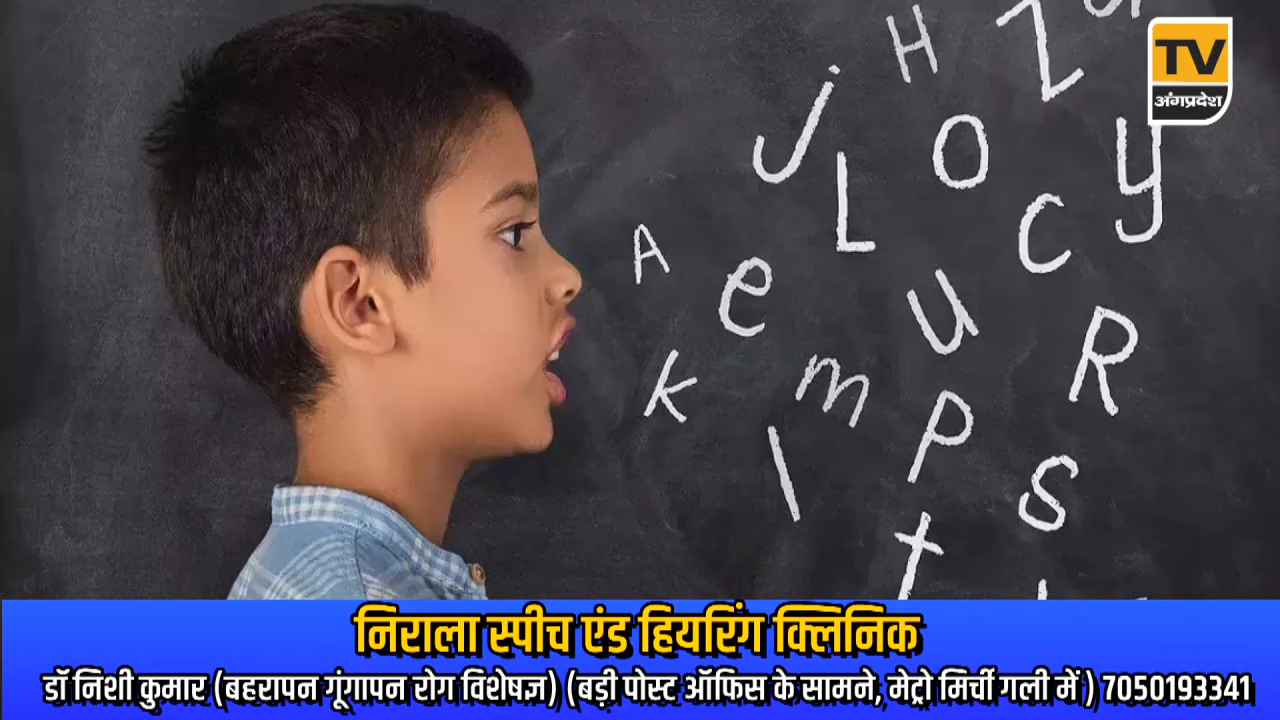 H Z
TV
अंगप्रदेश
j L O y
A e u C
K m P R
l t S
निराला स्पीच एंड हियरिंग क्लिनिक
डॉ निशी कुमार (बहरापन गूंगापन रोग विशेषज्ञ) (बड़ी पोस्ट ऑफिस के सामने, मेट्रो मिर्ची गली में ) 7050193341